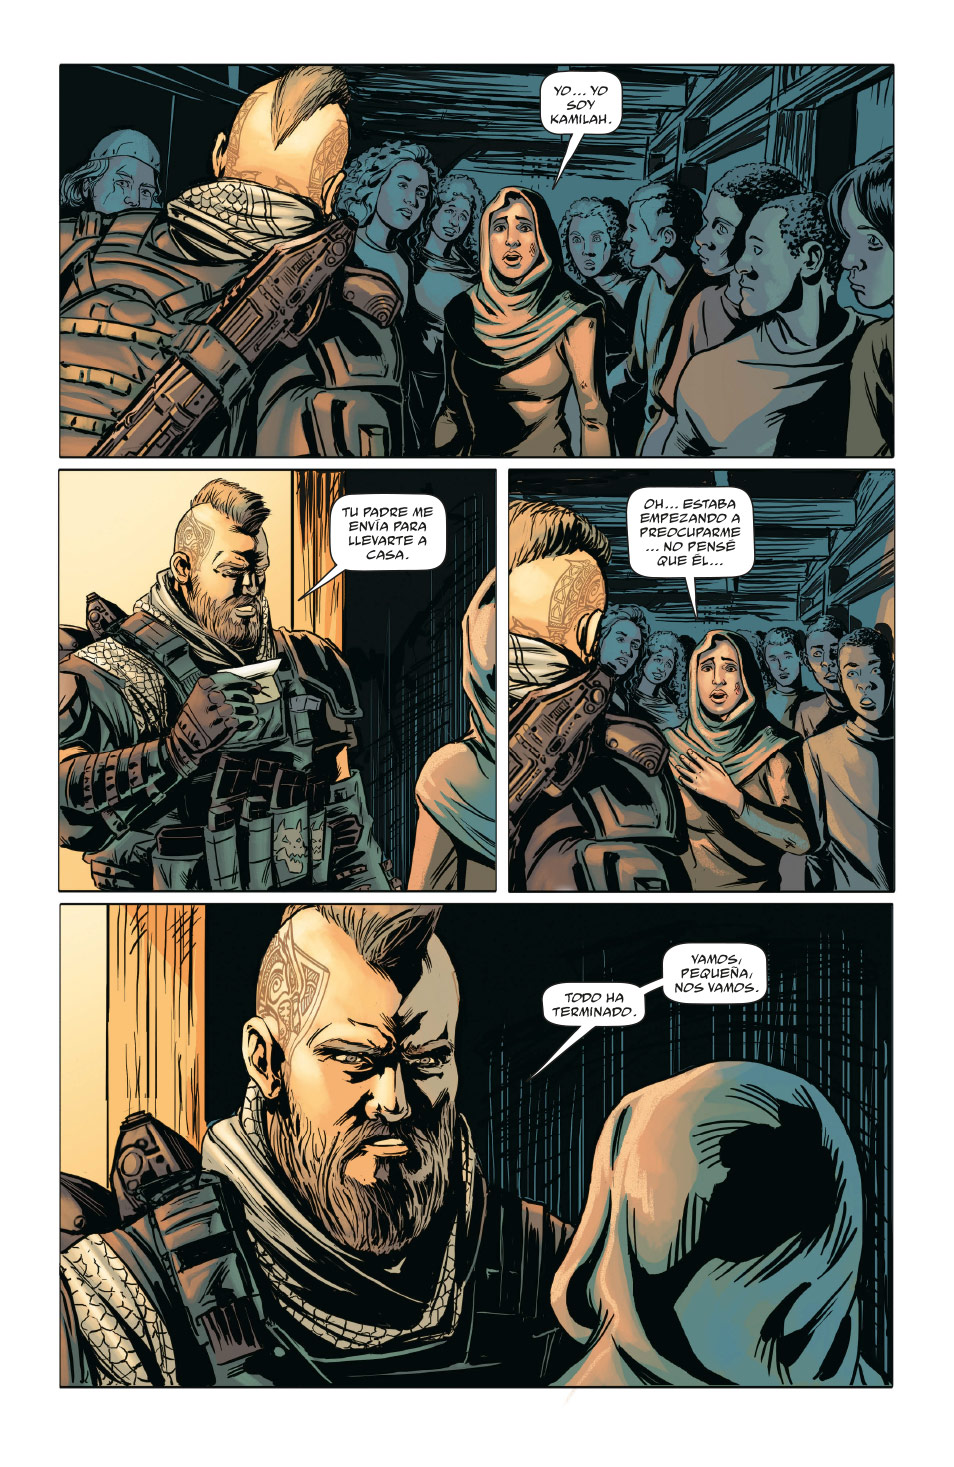 YO... YO
SOY
KAMILAH.
TU PADRE ME
ENVÍA PARA
LLEVARTE A
CASA.
OH... ESTABA
EMPEZANDO A
PREOCUPARME
... NO PENSÉ
QUE ÉL...
VAMOS,
PEQUEÑA,
NOS VAMOS.
TODO HA
TERMINADO.